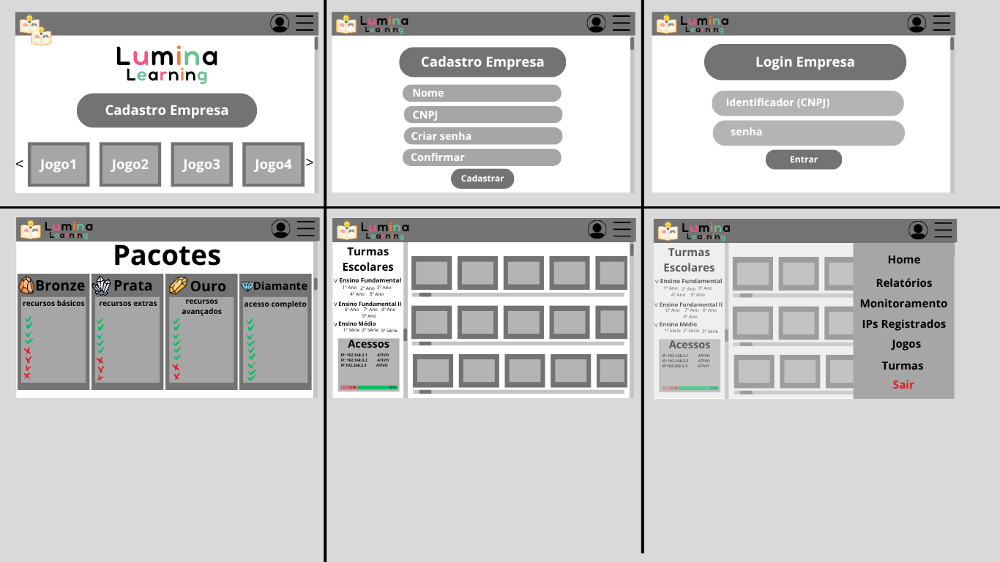 Lumina
Learning
Cadastro Empresa
<
Jogo1
Jogo2
Jogo3
Jogo4
>
Lumina
Learning
Cadastro Empresa
Nome
CNPJ
Criar senha
Confirmar
Cadastrar
Lumina
Learning
Login Empresa
identificador (CNPJ)
senha
Entrar
Lumina
Learning
Pacotes
Bronze
recursos básicos
Prata
recursos extras
Ouro
recursos
avançados
Diamante
acesso completo
Lumina
Learning
Turmas
Escolares
v Ensino Fundamental
1º Ano 2º Ano 3º Ano
4º Ano 5º Ano
v Ensino Fundamental II
6º Ano 7º Ano 8º Ano
9º Ano
v Ensino Médio
1º Série 2º Série 3º Série
Acessos
IP: 192.168.2.1 ATIVO
IP: 192.168.3.2 ATIVO
IP:192.268.2.3 ATIVO
Lumina
Learning
Turmas
Escolares
v Ensino Fundamental
1º Ano 2º Ano 3º Ano
4º Ano 5º Ano
v Ensino Fundamental II
6º Ano 7º Ano 8º Ano
9º Ano
v Ensino Médio
1º Série 2º Série 3º Série
Acessos
IP: 192.168.2.1 ATIVO
IP: 192.168.3.2 ATIVO
IP:192.268.2.3 ATIVO
Home
Relatórios
Monitoramento
IPs Registrados
Jogos
Turmas
Sair